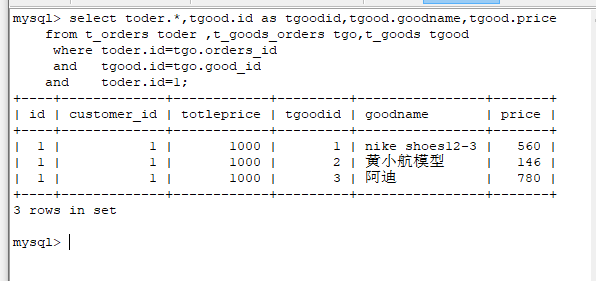 mysql> select toder.*,tgood.id as tgoodid,tgood.goodname,tgood.price
    from t_orders toder ,t_goods_orders tgo,t_goods tgood
     where toder.id=tgo.orders_id
     and   tgood.id=tgo.good_id
    and    toder.id=1;
+----+-------------+------------+---------+----------------+-------+
| id | customer_id | totleprice | tgoodid | goodname       | price |
+----+-------------+------------+---------+----------------+-------+
|  1 |           1 |       1000 |       1 | nike shoes12-3 |   560 |
|  1 |           1 |       1000 |       2 | 黄小航模型     |   146 |
|  1 |           1 |       1000 |       3 | 阿迪           |   780 |
+----+-------------+------------+---------+----------------+-------+
3 rows in set
mysql>